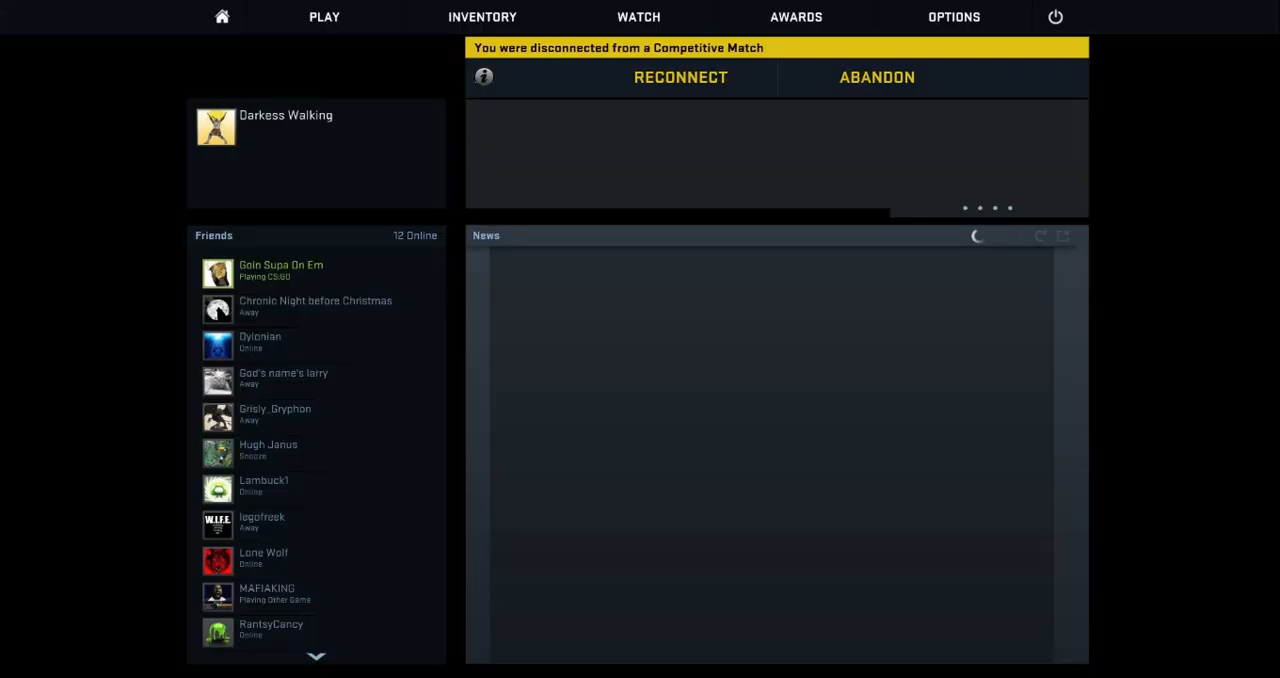 PLAY INVENTORY WATCH AWARDS OPTIONS
You were disconnected from a Competitive Match
RECONNECT ABANDON
Darkess Walking
Friends 12 Online
Goin Supa On Em
Playing CS:GO
Chronic Night before Christmas
Away
Dylonian
Online
God's name's larry
Away
Grisly_Gryphon
Away
Hugh Janus
Snooze
Lambuck1
Online
W.I.F.E.
legofreek
Away
Lone Wolf
Online
MAFIAKING
Playing Other Game
RantsyCancy
Online
News